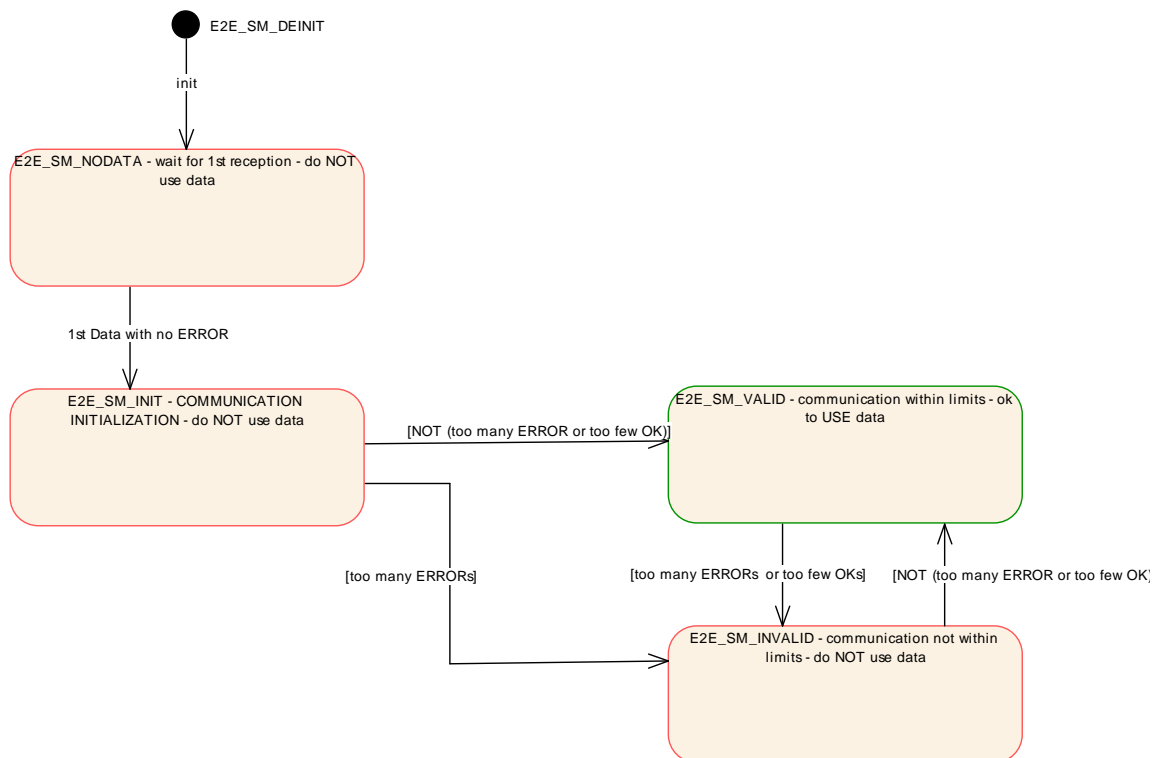 E2E_SM_DEINIT
init
E2E_SM_NODATA - wait for 1st reception - do NOT
use data
1st Data with no ERROR
E2E_SM_INIT - COMMUNICATION
INITIALIZATION - do NOT use data
E2E_SM_VALID - communication within limits - ok
to USE data
[NOT (too many ERROR or too few OK)]
[too many ERRORs]
[too many ERRORs or too few OKs]
[NOT (too many ERROR or too few OK)
E2E_SM_INVALID - communication not within
limits - do NOT use data